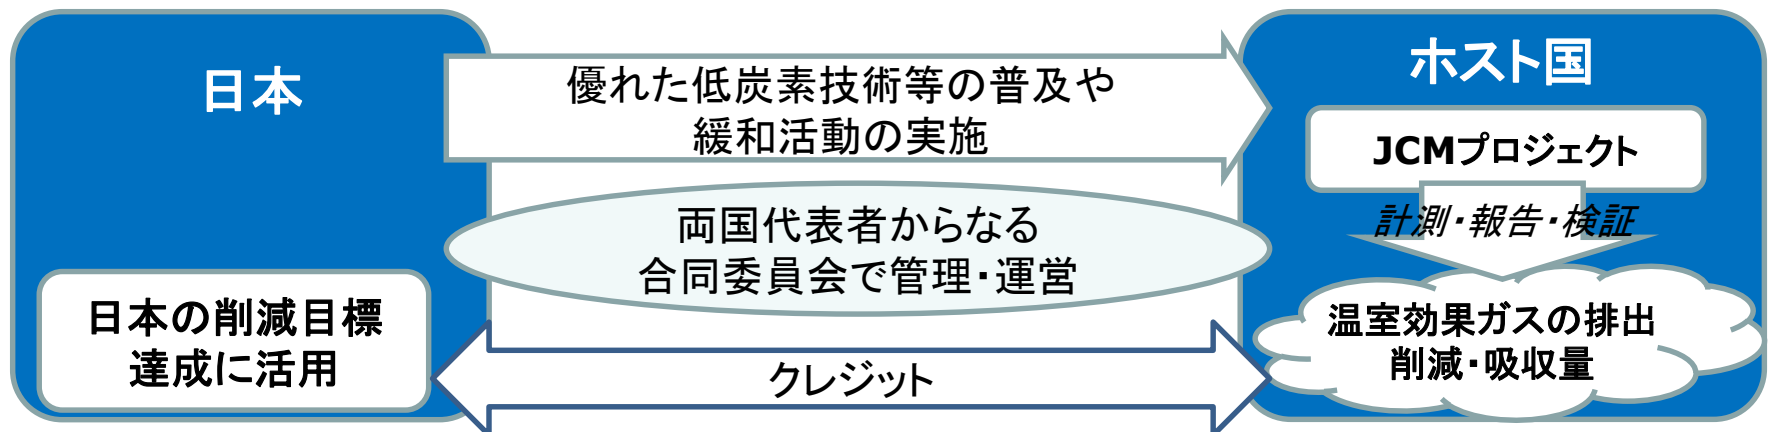 日本
優れた低炭素技術等の普及や
緩和活動の実施
ホスト国
JCMプロジェクト
計測・報告・検証
両国代表者からなる
合同委員会で管理・運営
日本の削減目標
達成に活用
クレジット
温室効果ガスの排出
削減・吸収量